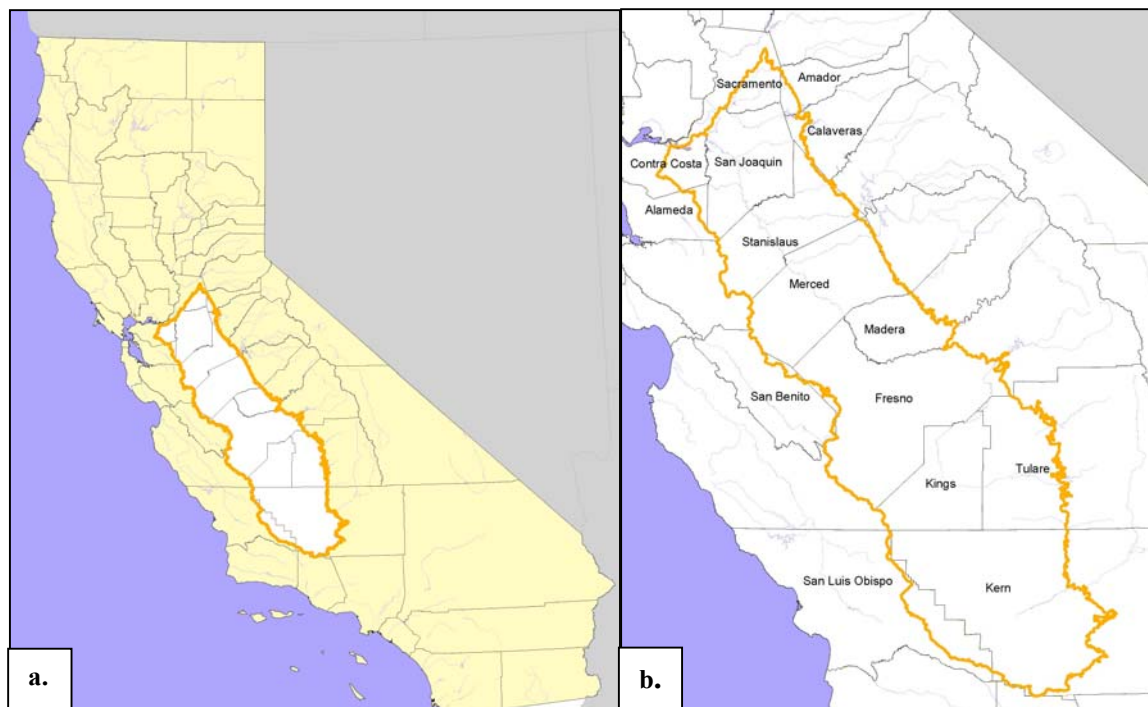 a.
Sacramento
Amador
Calaveras
Contra Costa
San Joaquin
Alameda
Stanislaus
Merced
Madera
San Benito
Fresno
Tulare
Kings
San Luis Obispo
Kern
b.